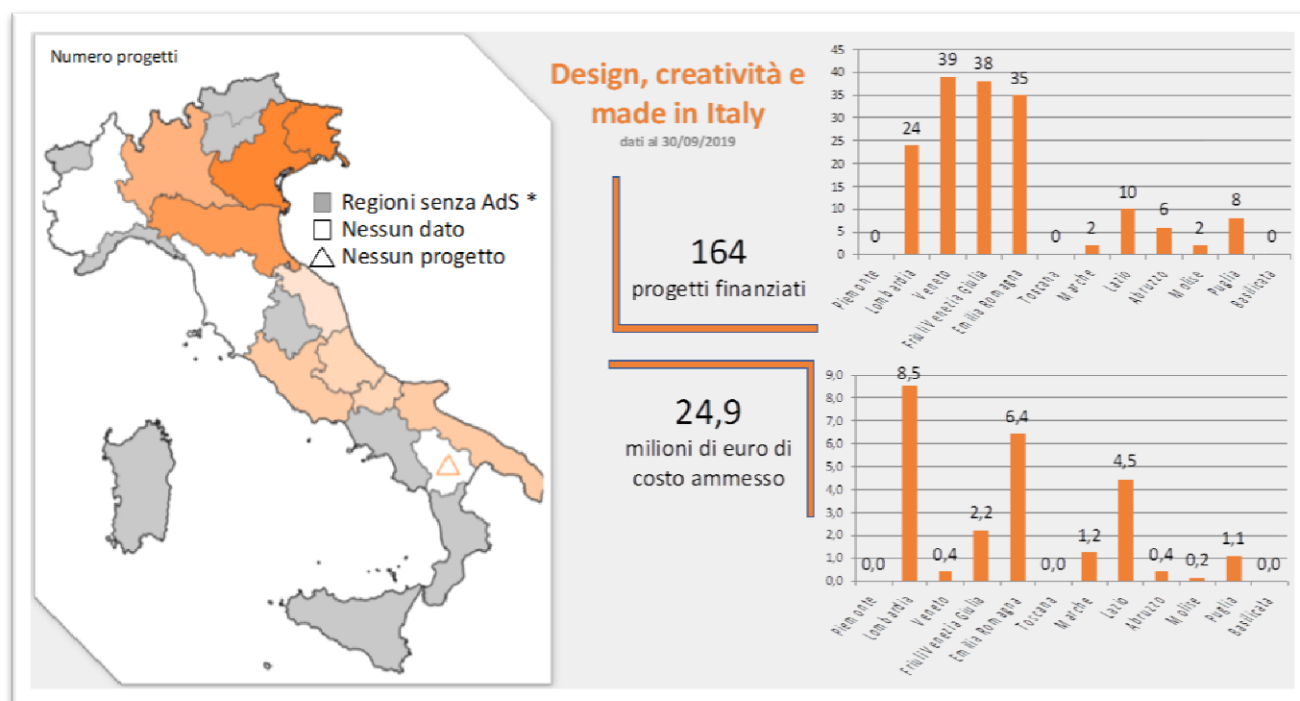 Numero progetti
Regioni senza AdS *
Nessun dato
Nessun progetto
Design, creatività e
made in Italy
dati al 30/09/2019
164
progetti finanziati
24,9
milioni di euro di
costo ammesso
45
40
35
30
25
20
15
10
5
0
0
24
39
38
35
0
2
10
6
2
8
0
Piemonte
Lombardia
Veneto
Friuli Venezia Giulia
Emilia Romagna
Toscana
Marche
Lazio
Abruzzo
Molise
Puglia
Basilicata
9,0
8,0
7,0
6,0
5,0
4,0
3,0
2,0
1,0
0,0
0,0
8,5
0,4
2,2
6,4
0,0
1,2
4,5
0,4
0,2
1,1
0,0
Piemonte
Lombardia
Veneto
Friuli Venezia Giulia
Emilia Romagna
Toscana
Marche
Lazio
Abruzzo
Molise
Puglia
Basilicata